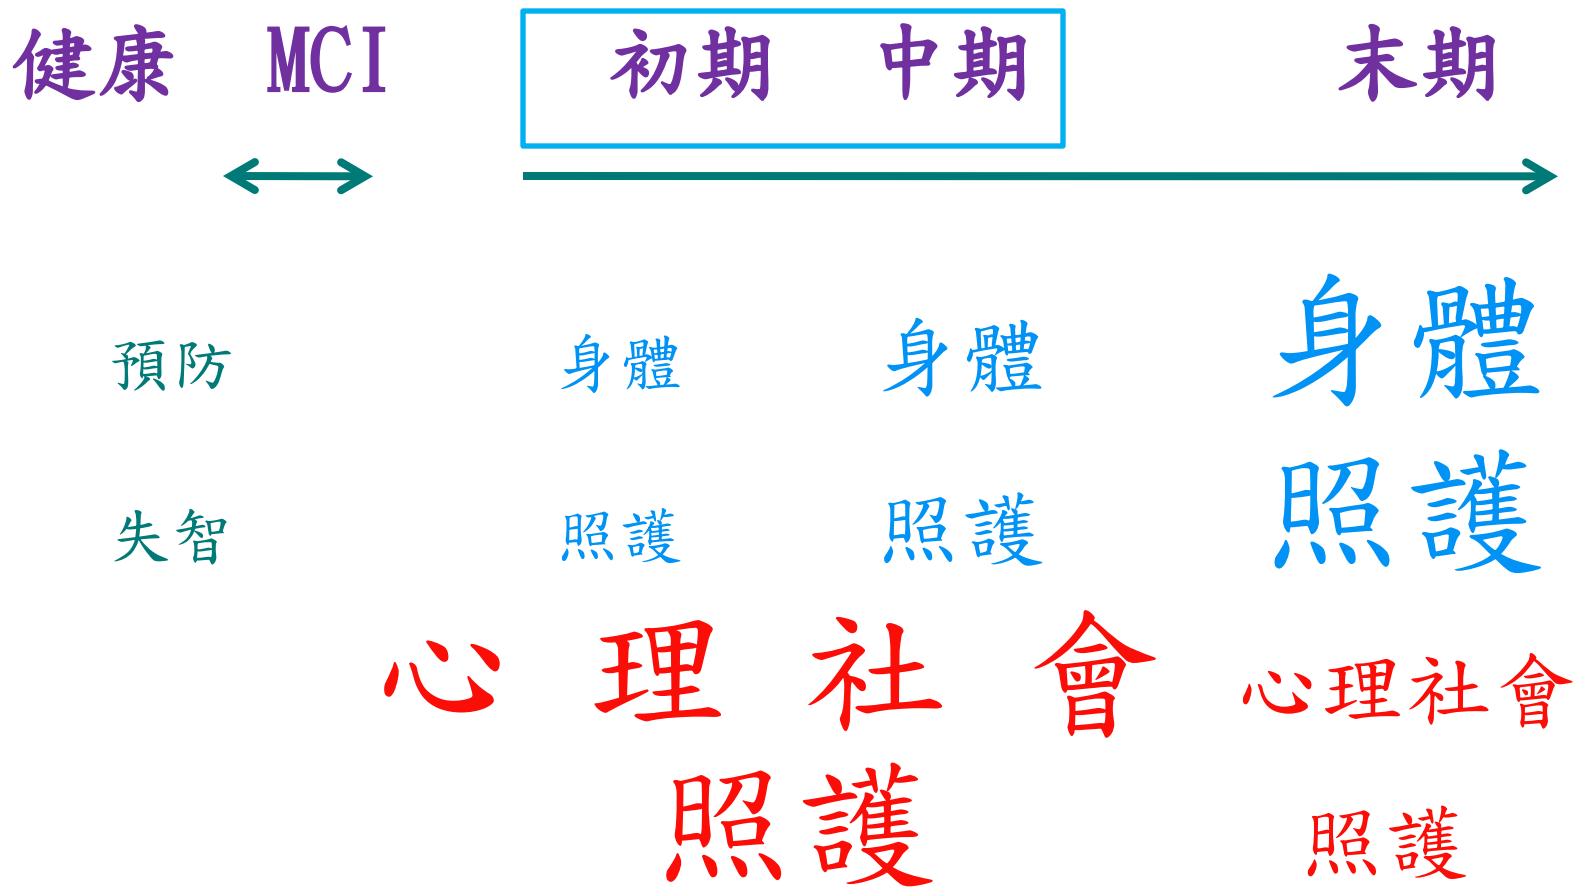 健康 MCI 初期 中期 末期
預防 身體 身體 身體
失智 照護 照護 照護
心理社會 心理社會
照護 照護